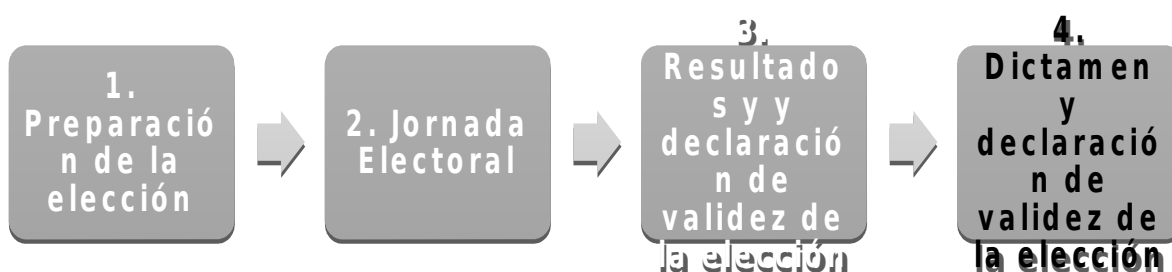 1.
Preparació
n de la
elección
2. Jornada
Electoral
3.
Resultado
s y y
declaració
n de
validez de
la elección
4.
Dictamen
y
declaració
n de
validez de
la elección